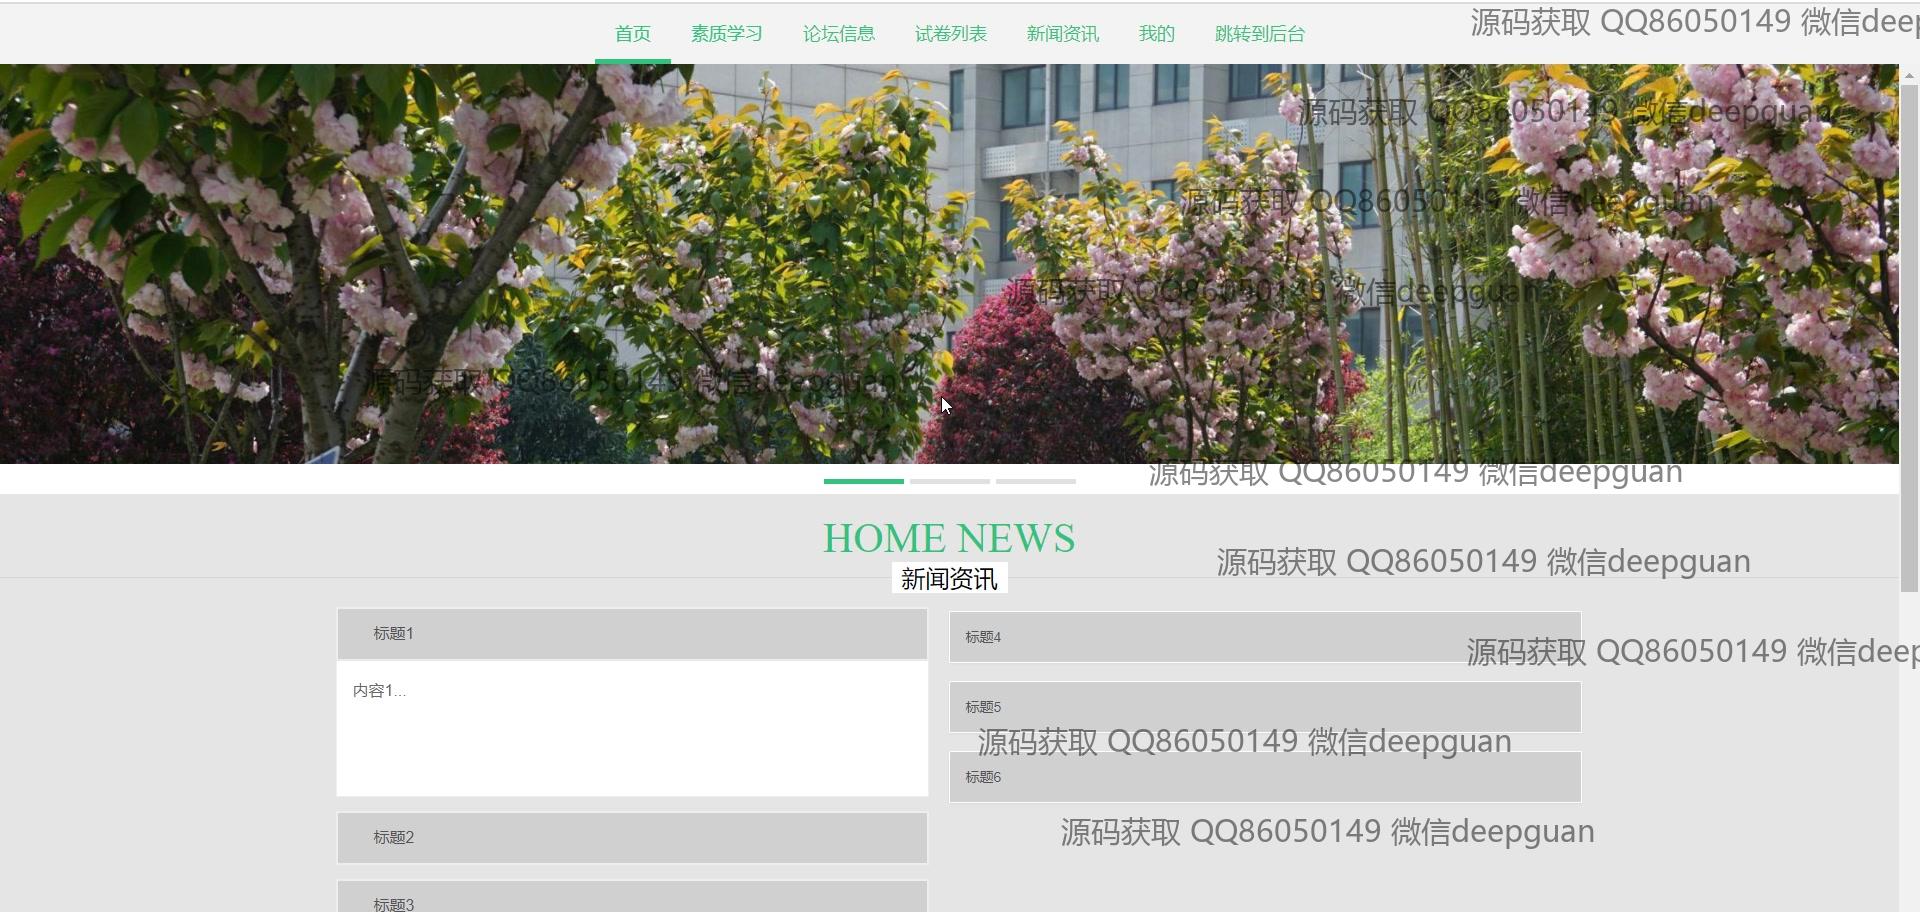 首页 素质学习 论坛信息 试卷列表 新闻资讯 我的 跳转到后台
源码获取 QQ86050149 微信deep
源码获取 QQ86050149 微信deepguan
源码获取 QQ86050149 微信deepguan
源码获取 QQ86050149 微信deepguan
源码获取 QQ86050149 微信deepguan
源码获取 QQ86050149 微信deepguan
HOME NEWS
源码获取 QQ86050149 微信deepguan
新闻资讯
标题1
标题4
源码获取 QQ86050149 微信deep
内容1...
标题5
源码获取 QQ86050149 微信deepguan
标题6
标题2
源码获取 QQ86050149 微信deepguan
标题3